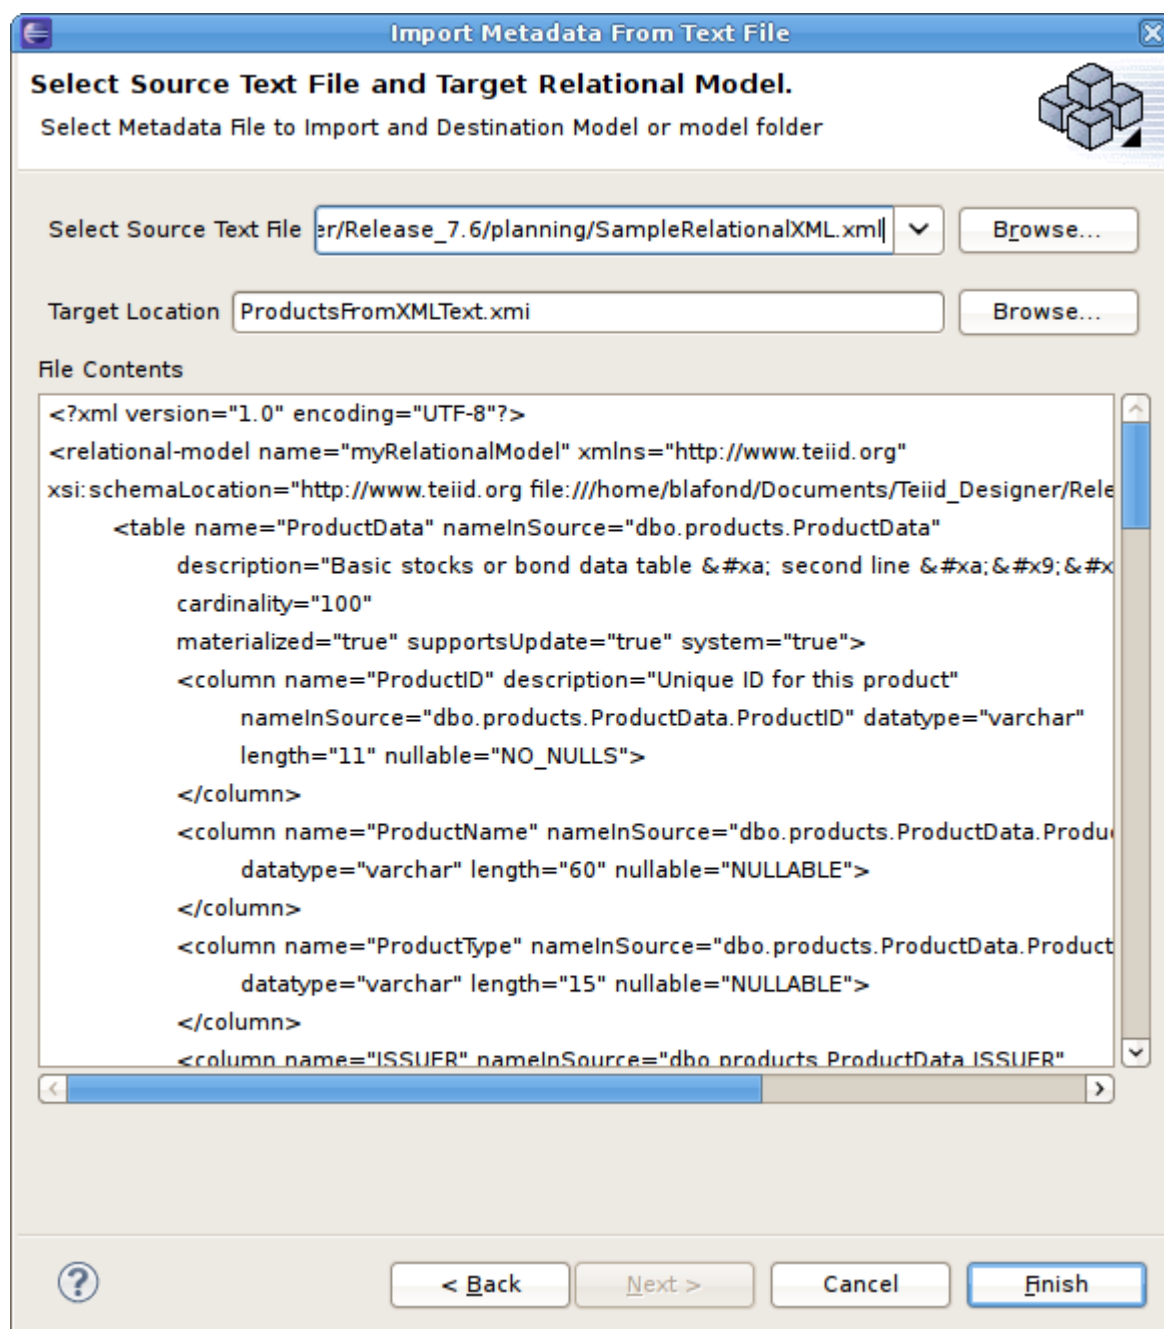 Import Metadata From Text File
Select Source Text File and Target Relational Model.
Select Metadata File to Import and Destination Model or model folder
Select Source Text File er/Release_7.6/planning/SampleRelationalXML.xml Browse...
Target Location ProductsFromXMLText.xmi Browse...
File Contents
<?xml version="1.0" encoding="UTF-8"?>
<relational-model name="myRelationalModel" xmlns="http://www.teiid.org"
xsi:schemaLocation="http://www.teiid.org file:///home/blafond/Documents/Teiid_Designer/Rele
<table name="ProductData" nameInSource="dbo.products.ProductData"
description="Basic stocks or bond data table &#xa; second line &#xa;&#x9;&#x
cardinality="100"
materialized="true" supportsUpdate="true" system="true">
<column name="ProductID" description="Unique ID for this product"
nameInSource="dbo.products.ProductData.ProductID" datatype="varchar"
length="11" nullable="NO_NULLS">
</column>
<column name="ProductName" nameInSource="dbo.products.ProductData.Produ
datatype="varchar" length="60" nullable="NULLABLE">
</column>
<column name="ProductType" nameInSource="dbo.products.ProductData.Product
datatype="varchar" length="15" nullable="NULLABLE">
</column>
<column name="ISSUER" nameInSource="dbo.products.ProductData.ISSUER"
? < Back Next > Cancel Finish